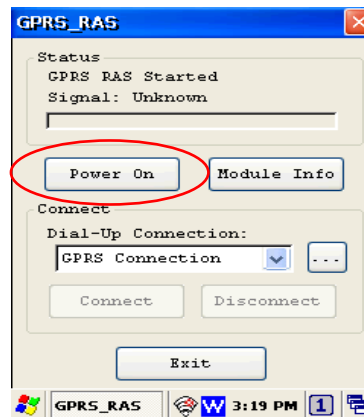 GPRS_RAS
Status
GPRS RAS Started
Signal: Unknown
Power On
Module Info
Connect
Dial-Up Connection:
GPRS Connection
...
Connect
Disconnect
Exit
GPRS_RAS
W
3:19 PM
1